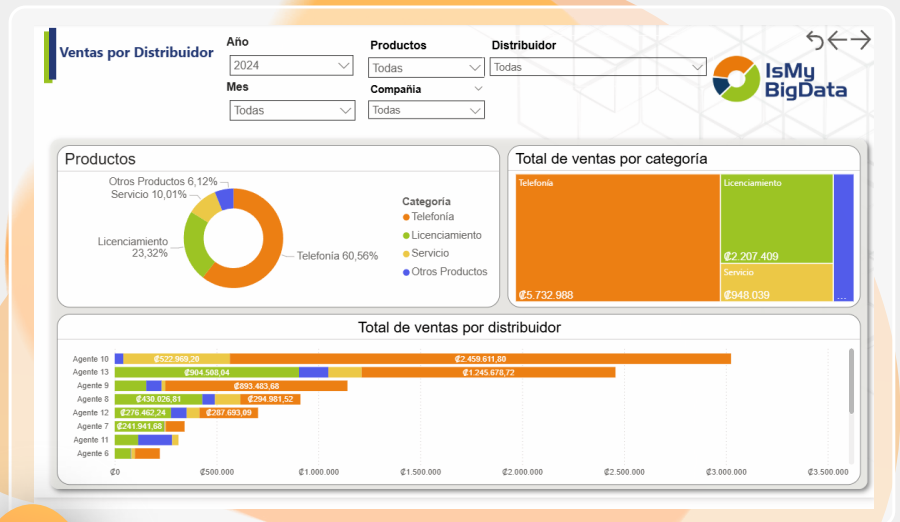 Ventas por Distribuidor
Año
2024
Mes
Todas
Productos
Todas
Compañia
Todas
Distribuidor
Todas
IsMy
BigData
Productos
Otros Productos 6,12%
Servicio 10,01%
Licenciamiento
23,32%
Telefonía 60,56%
Categoría
Telefonía
Licenciamiento
Servicio
Otros Productos
Total de ventas por categoría
Telefonía
₡5.732.988
Licenciamiento
₡2.207.409
Servicio
₡948.039
...
Total de ventas por distribuidor
Agente 10 ₡522.969,20 ₡2.459.611,80
Agente 13 ₡904.508,04 ₡1.245.678,72
Agente 9 ₡893.483,68
Agente 8 ₡430.026,81 ₡294.981,52
Agente 12 ₡276.462,24 ₡287.693,09
Agente 7 ₡241.941,68
Agente 11
Agente 6
₡0 ₡500.000 ₡1.000.000 ₡1.500.000 ₡2.000.000 ₡2.500.000 ₡3.000.000 ₡3.500.000